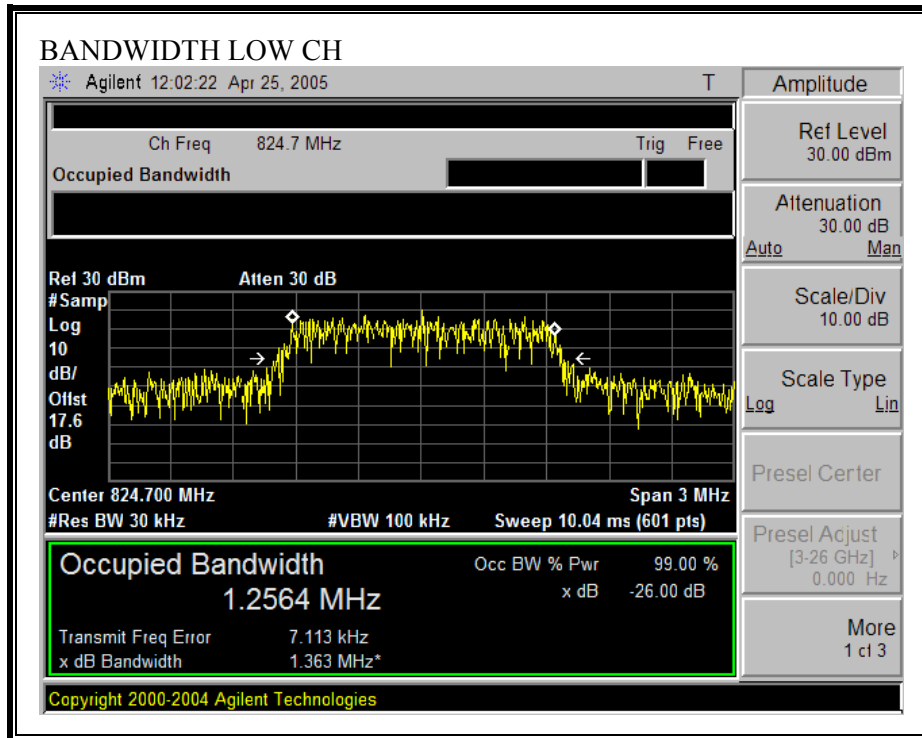 BANDWIDTH LOW CH
Agilent 12:02:22 Apr 25, 2005 T
Ch Freq 824.7 MHz Trig Free
Occupied Bandwidth
Ref 30 dBm Atten 30 dB
#Samp
Log
10
dB/
Offst
17.6
dB
Center 824.700 MHz Span 3 MHz
#Res BW 30 kHz #VBW 100 kHz Sweep 10.04 ms (601 pts)
Occupied Bandwidth Occ BW % Pwr 99.00 %
1.2564 MHz x dB -26.00 dB
Transmit Freq Error 7.113 kHz
x dB Bandwidth 1.363 MHz*
Copyright 2000-2004 Agilent Technologies
Amplitude
Ref Level
30.00 dBm
Attenuation
30.00 dB
Auto Man
Scale/Div
10.00 dB
Scale Type
Log Lin
Presel Center
Presel Adjust
[3-26 GHz]
0.000 Hz
More
1 of 3